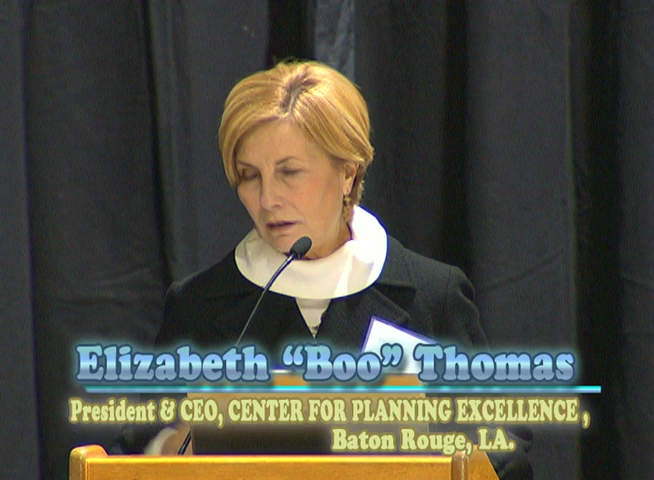 Elizabeth “Boo” Thomas
President & CEO, CENTER FOR PLANNING EXCELLENCE ,
Baton Rouge, LA.